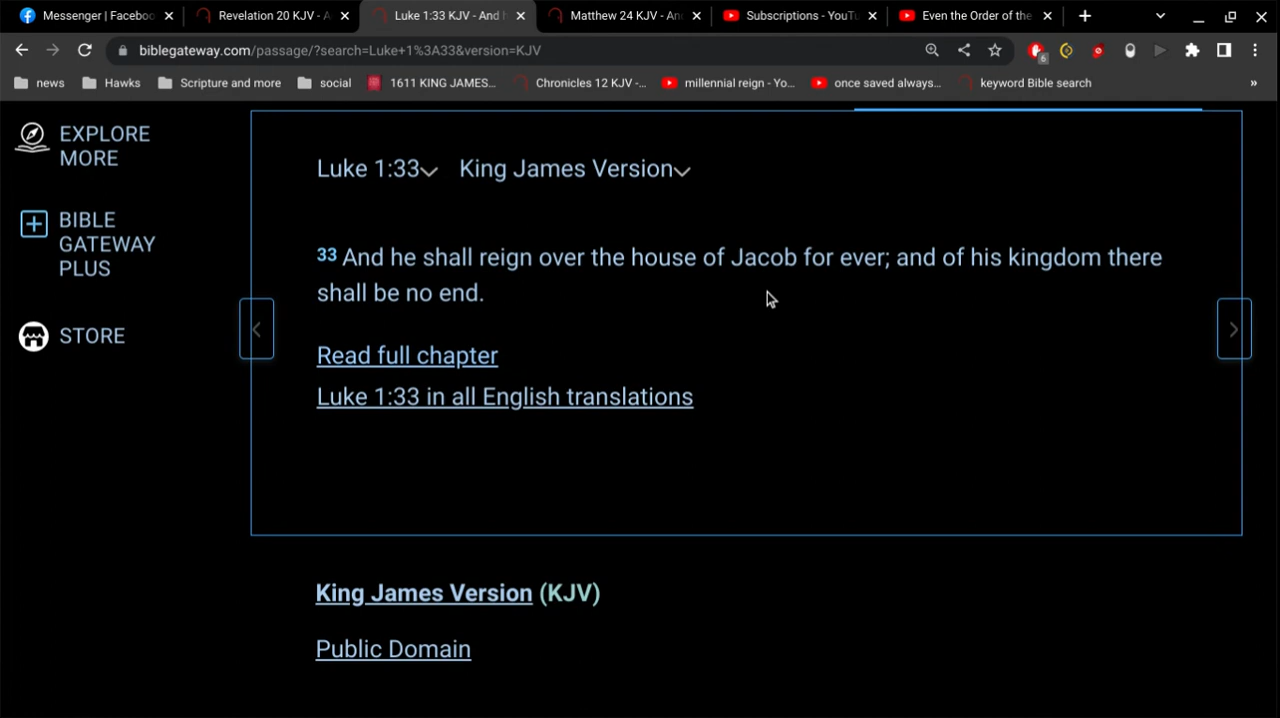 Messenger | Faceboo
Revelation 20 KJV - A
Luke 1:33 KJV - And h
Matthew 24 KJV - An
Subscriptions - YouTu
Even the Order of the
biblegateway.com/passage/?search=Luke+1%3A33&version=KJV
6
news
Hawks
Scripture and more
social
1611 KING JAMES...
Chronicles 12 KJV -...
millennial reign - Yo...
once saved always...
keyword Bible search
»
EXPLORE
MORE
BIBLE
GATEWAY
PLUS
STORE
Luke 1:33 King James Version
33 And he shall reign over the house of Jacob for ever; and of his kingdom there
shall be no end.
Read full chapter
Luke 1:33 in all English translations
King James Version (KJV)
Public Domain